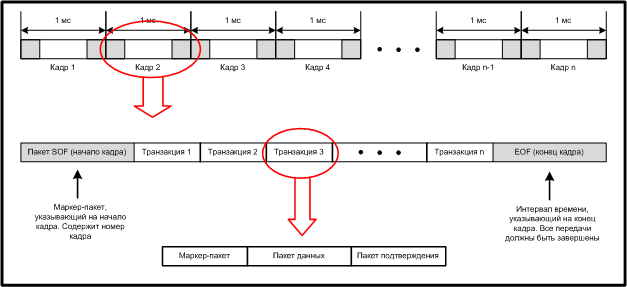 1 мс 1 мс 1 мс 1 мс 1 мс 1 мс
Кадр 1 Кадр 2 Кадр 3 Кадр 4 Кадр n-1 Кадр n
Пакет SOF (начало кадра) Транзакция 1 Транзакция 2 Транзакция 3 Транзакция n EOF (конец кадра)
Маркер-пакет,
указывающий на начало
кадра. Содержит номер
кадра
Интервал времени,
указывающий на конец
кадра. Все передачи
должны быть завершены
Маркер-пакет Пакет данных Пакет подтверждения